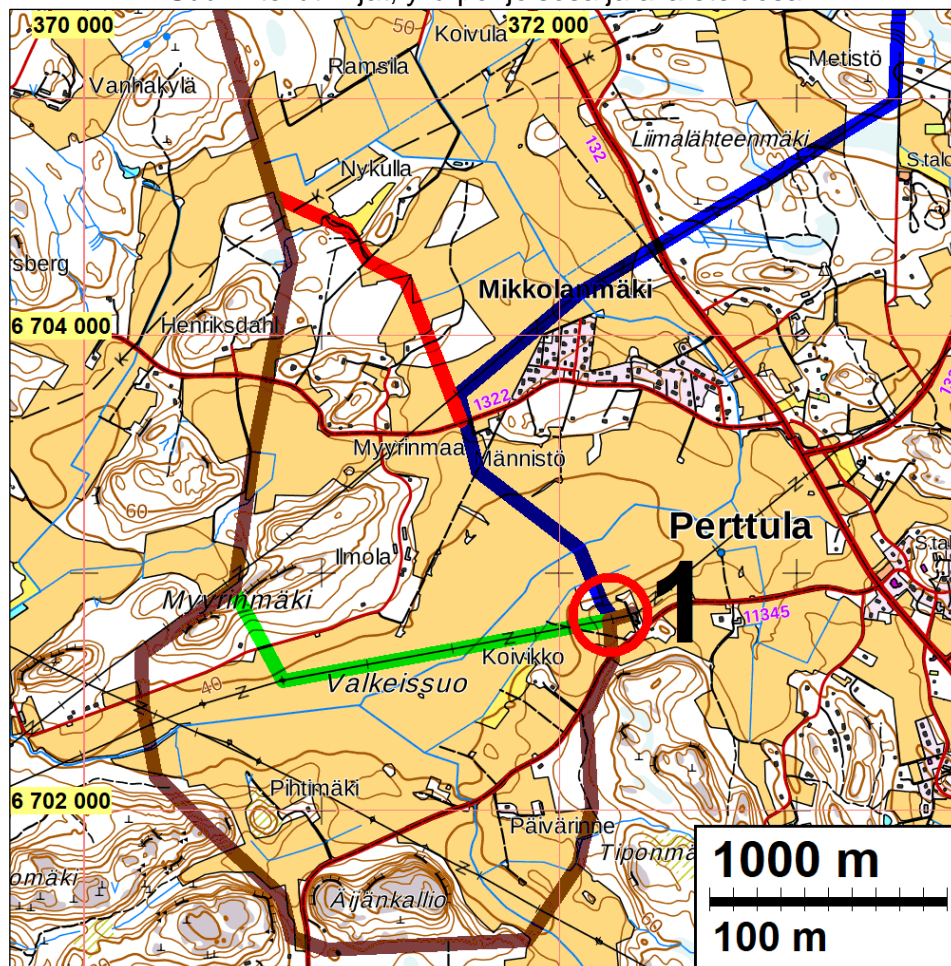 370 000
50
Koivula
372 000
Metistö
Vanhakylä
Ramsila
132
Liimalähteenmäki
Nykulla
sberg
Mikkolanmäki
6 704 000
Henriksdahl
1322
Myyrinmaa
Männistö
60
Perttula
Ilmola
Myyrinmäki
1
11345
Koivikko
40
Valkeissuo
Pihtimäki
6 702 000
Päivärinne
Tiponmä
omäki
Äijänkallio
60
1000 m
100 m